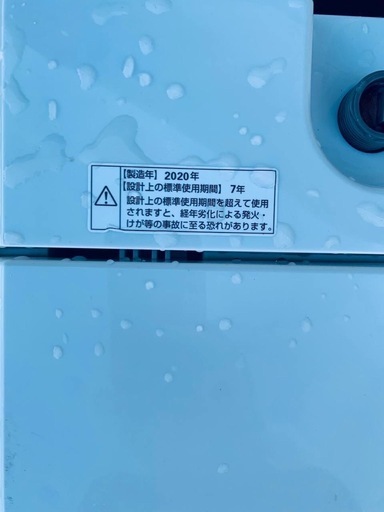 【製造年】2020年
【設計上の標準使用期間】 7年
設計上の標準使用期間を超えて使用
されますと、経年劣化による発火・
けが等の事故に至る恐れがあります。